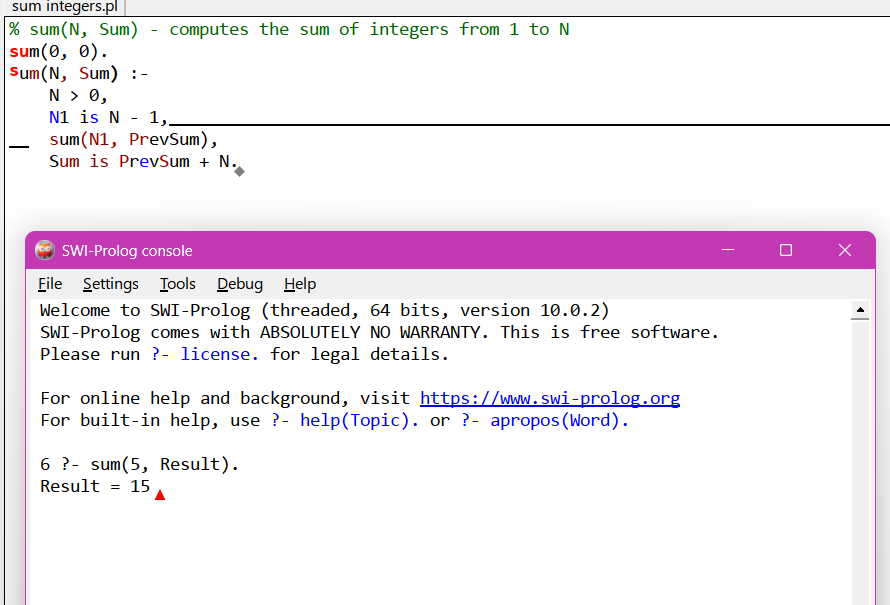 sum integers.pl
% sum(N, Sum) - computes the sum of integers from 1 to N
sum(0, 0).
sum(N, Sum) :-
    N > 0,
    N1 is N - 1,
    sum(N1, PrevSum),
    Sum is PrevSum + N.
SWI-Prolog console
File Settings Tools Debug Help
Welcome to SWI-Prolog (threaded, 64 bits, version 10.0.2)
SWI-Prolog comes with ABSOLUTELY NO WARRANTY. This is free software.
Please run ?- license. for legal details.
For online help and background, visit https://www.swi-prolog.org
For built-in help, use ?- help(Topic). or ?- apropos(Word).
6 ?- sum(5, Result).
Result = 15